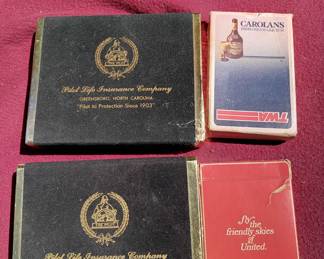 Pilot Life Insurance Company
GREENSBORO, NORTH CAROLINA
"Pilot to Protection Since 1903"
CAROLANS
TWA
Pilot Life Insurance Company
Fly
the
friendly skies
of
United.